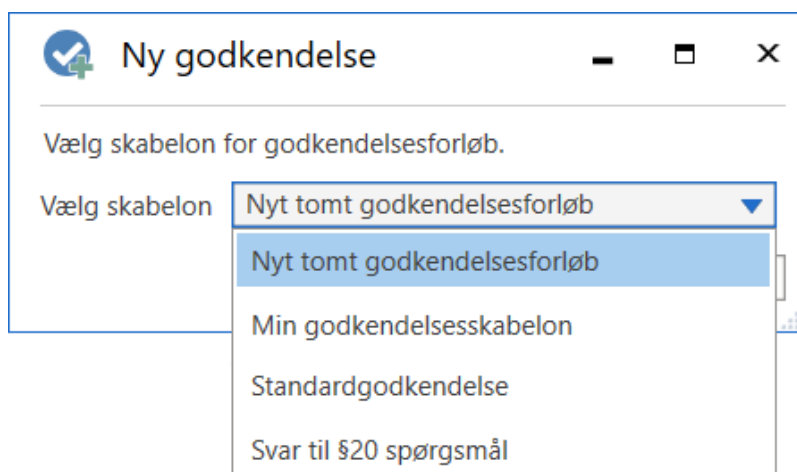 Ny godkendelse
Vælg skabelon for godkendelsesforløb.
Vælg skabelon Nyt tomt godkendelsesforløb
Nyt tomt godkendelsesforløb
Min godkendelsesskabelon
Standardgodkendelse
Svar til §20 spørgsmål